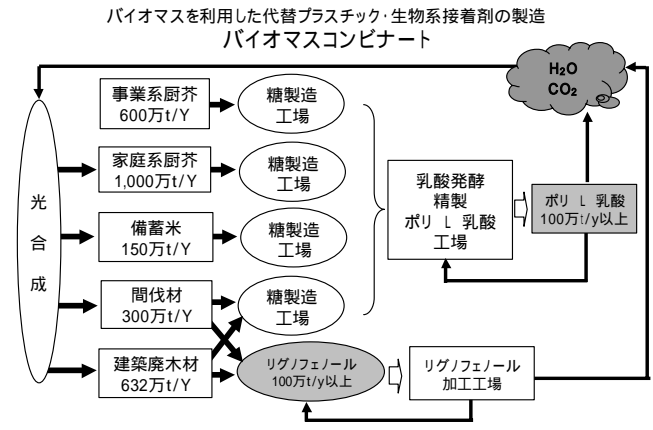 バイオマスを利用した代替プラスチック・生物系接着剤の製造
バイオマスコンビナート
H₂O
CO₂
光
合
成
事業系厨芥
600万t/Y
糖製造
工場
家庭系厨芥
1,000万t/Y
糖製造
工場
備蓄米
150万t/Y
糖製造
工場
間伐材
300万t/Y
糖製造
工場
建築廃木材
632万t/Y
乳酸発酵
精製
ポリ L 乳酸
工場
ポリ L 乳酸
100万t/y以上
リグノフェノール
100万t/y以上
リグノフェノール
加工工場